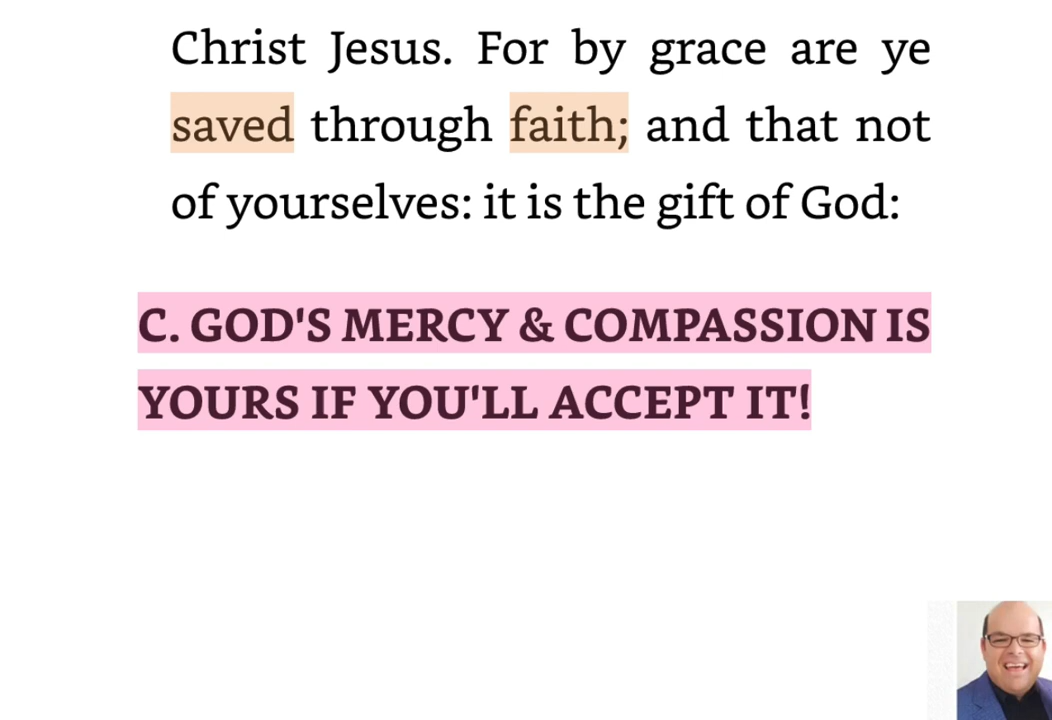 Christ Jesus. For by grace are ye
saved through faith; and that not
of yourselves: it is the gift of God:
C. GOD'S MERCY & COMPASSION IS
YOURS IF YOU'LL ACCEPT IT!